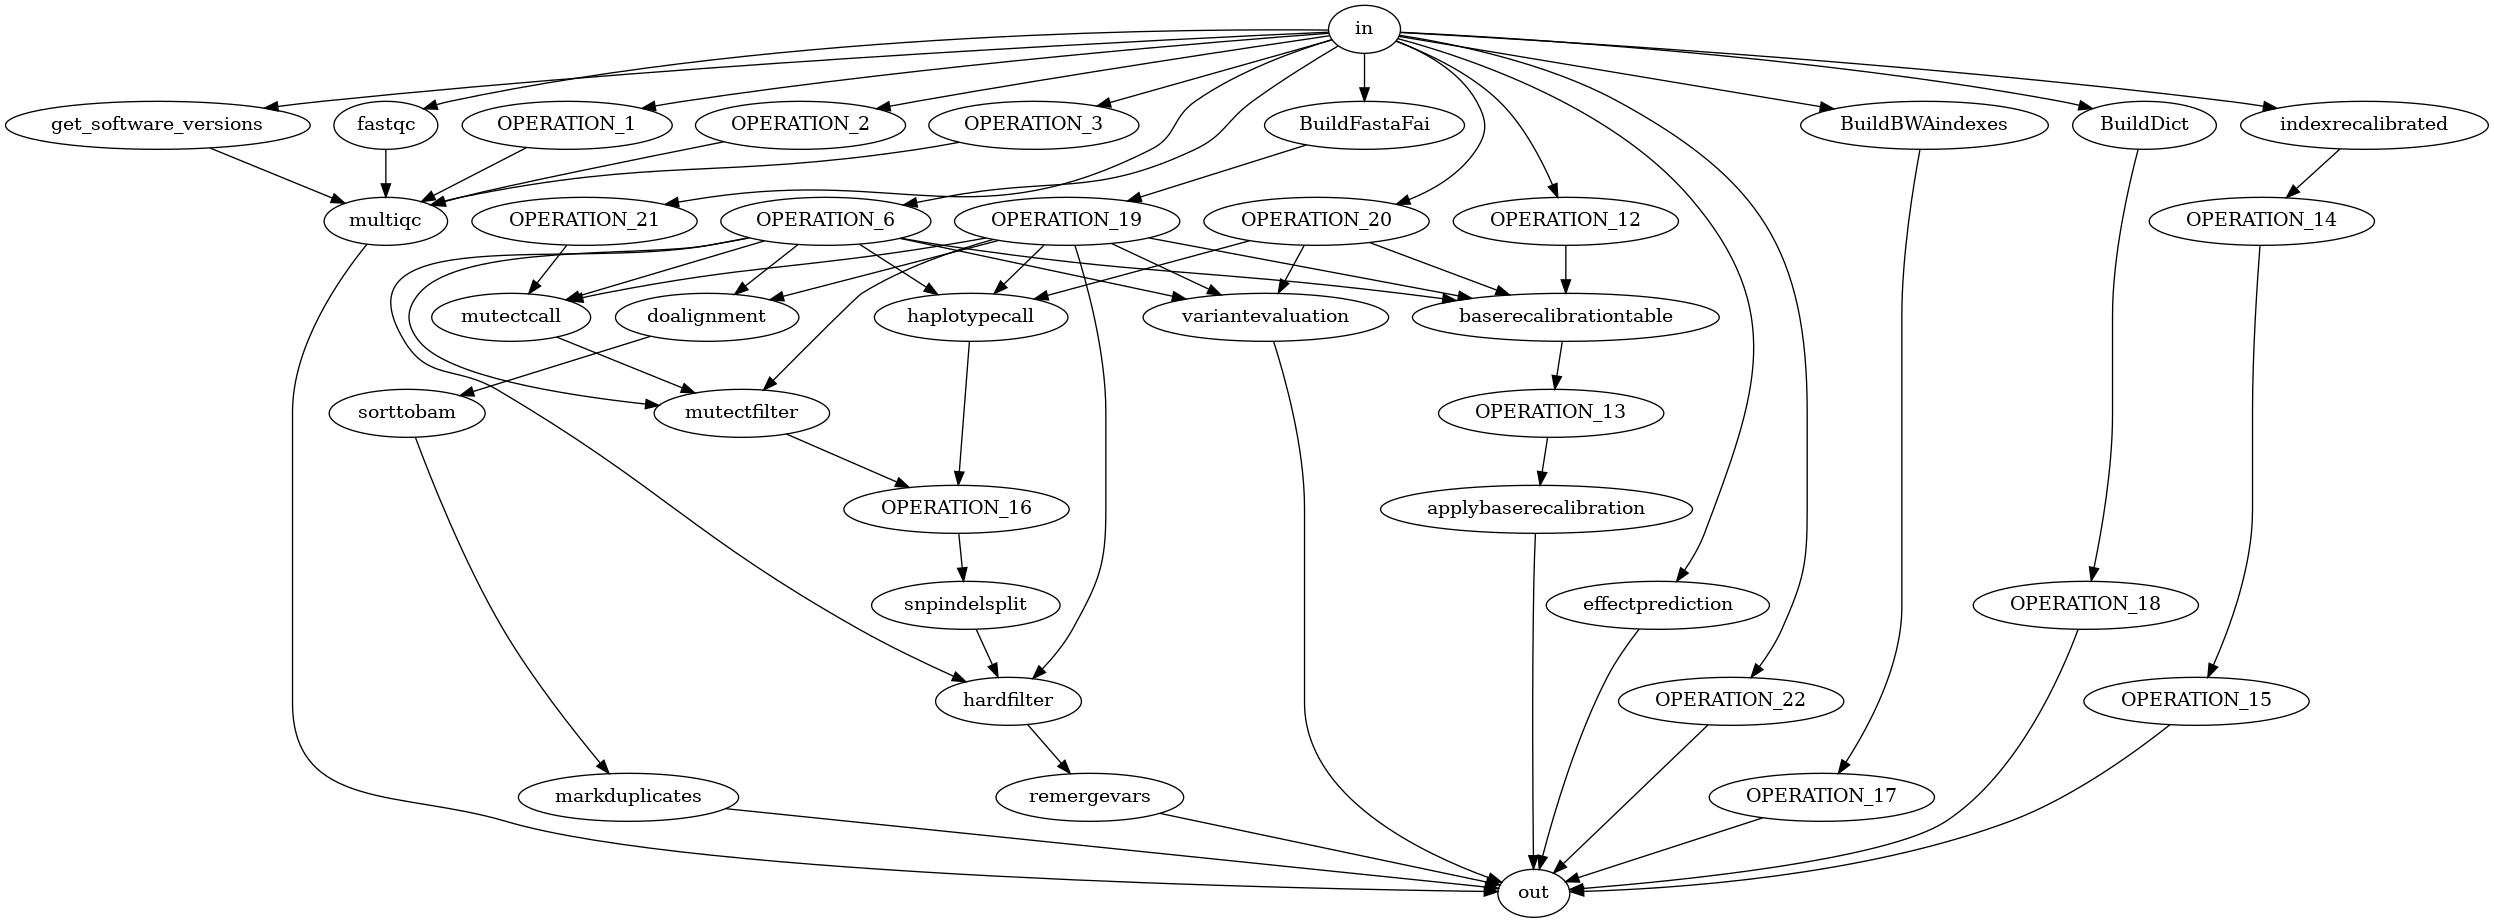 in
get_software_versions
fastqc
OPERATION_1
OPERATION_2
OPERATION_3
BuildFastaFai
BuildBWAindexes
BuildDict
indexrecalibrated
multiqc
OPERATION_21
OPERATION_6
OPERATION_19
OPERATION_20
OPERATION_12
OPERATION_14
mutectcall
doalignment
haplotypecall
variantevaluation
baserecalibrationtable
sorttobam
mutectfilter
OPERATION_13
OPERATION_16
applybaserecalibration
snpindelsplit
effectprediction
OPERATION_18
hardfilter
OPERATION_22
OPERATION_15
markduplicates
remergevars
OPERATION_17
out